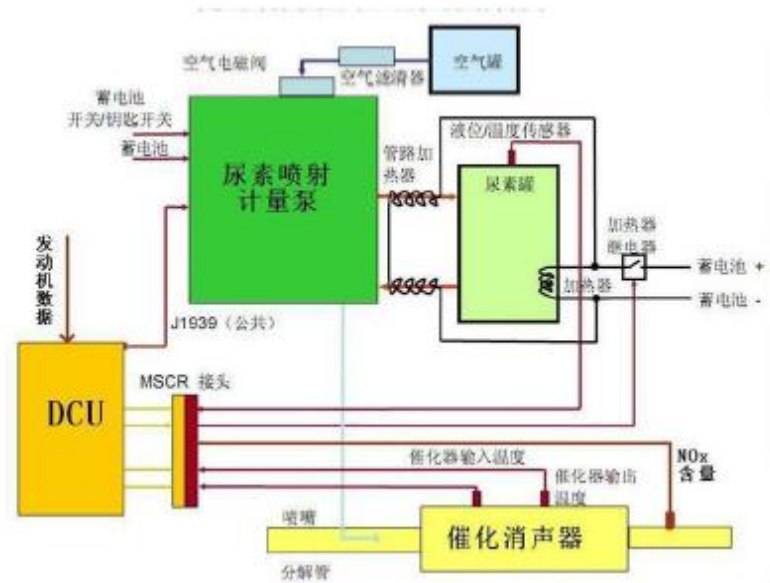 空气电磁阀
空气滤清器
空气罐
蓄电池
开关/钥匙开关
蓄电池
尿素喷射
计量泵
管路加
热器
液位/温度传感器
尿素罐
加热器
继电器
加热器
蓄电池 +
蓄电池 -
发动机数据
J1939（公共）
DCU
MSCR 接头
催化器输入温度
催化器输出
温度
NOx
含量
喷嘴
催化消声器
分解管